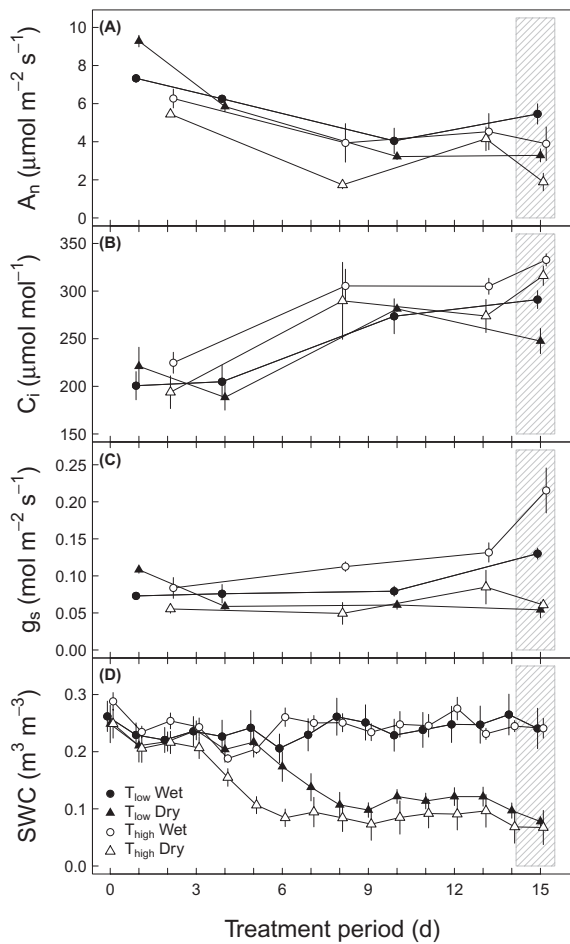 (A)
A_n (μmol m⁻² s⁻¹)
10
8
6
4
2
0
(B)
C_i (μmol mol⁻¹)
350
300
250
200
150
(C)
g_s (mol m⁻² s⁻¹)
0.25
0.20
0.15
0.10
0.05
0.00
(D)
SWC (m³ m⁻³)
0.3
0.2
0.1
0.0
T_low Wet
T_low Dry
T_high Wet
T_high Dry
0 3 6 9 12 15
Treatment period (d)